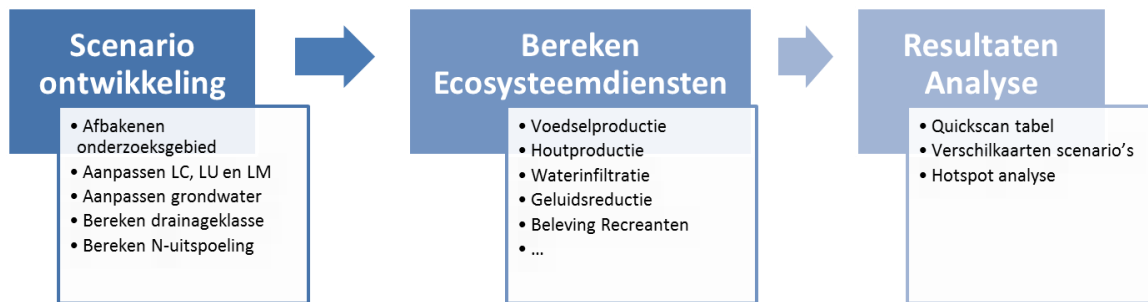 Scenario
ontwikkeling
• Afbakenen
onderzoeksgebied
• Aanpassen LC, LU en LM
• Aanpassen grondwater
• Bereken drainageklasse
• Bereken N-uitspoeling
Bereken
Ecosysteemdiensten
• Voedselproductie
• Houtproductie
• Waterinfiltratie
• Geluidsreductie
• Beleving Recreanten
• ...
Resultaten
Analyse
• Quickscan tabel
• Verschilkaarten scenario's
• Hotspot analyse